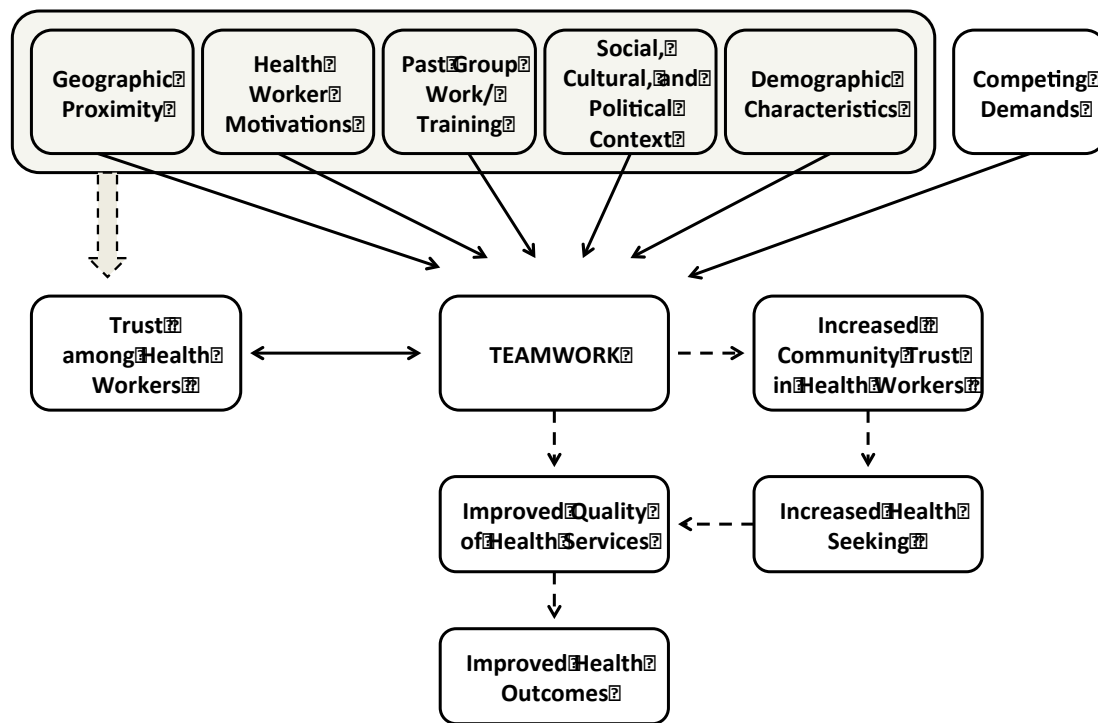 Geographic
Proximity
Health
Worker
Motivations
Past Group
Work/
Training
Social,
Cultural, and
Political
Context
Demographic
Characteristics
Competing
Demands
Trust
among Health
Workers
TEAMWORK
Increased
Community Trust
in Health Workers
Improved Quality
of Health Services
Increased Health
Seeking
Improved Health
Outcomes